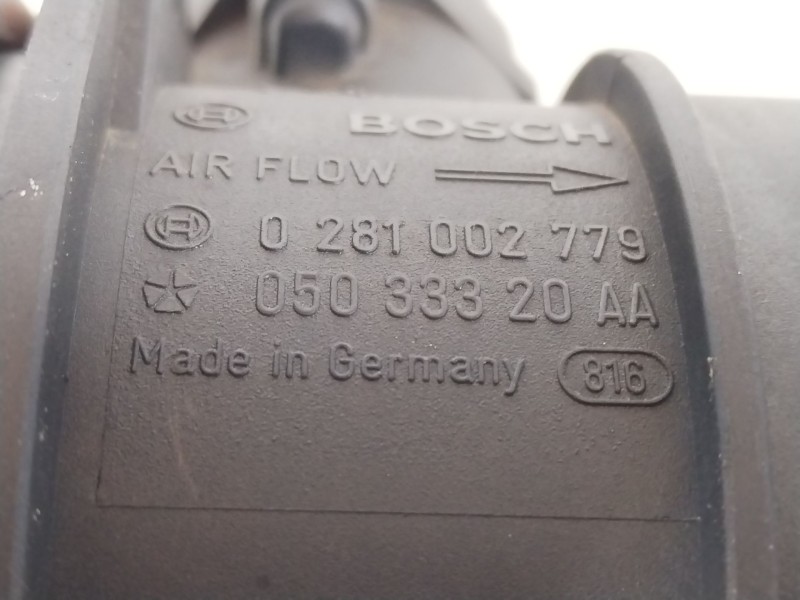 BOSCH
AIR FLOW
0 281 002 779
050 333 20 AA
Made in Germany 816